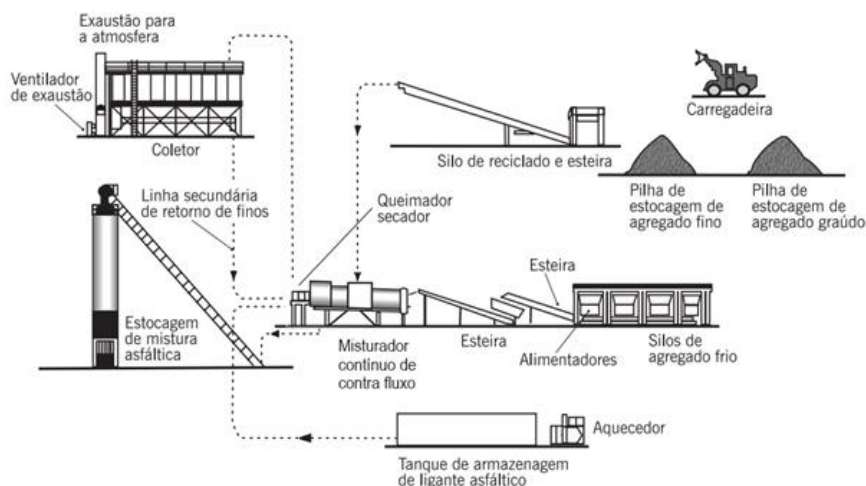 Exaustão para
a atmosfera
Ventilador
de exaustão
Coletor
Carregadeira
Silo de reciclado e esteira
Pilha de
estocagem de
agregado fino
Pilha de
estocagem de
agregado graúdo
Linha secundária
de retorno de finos
Queimador
secador
Esteira
Estocagem
de mistura
asfáltica
Misturador
contínuo de
contra fluxo
Esteira
Alimentadores
Silos de
agregado frio
Aquecedor
Tanque de armazenagem
de ligante asfáltico